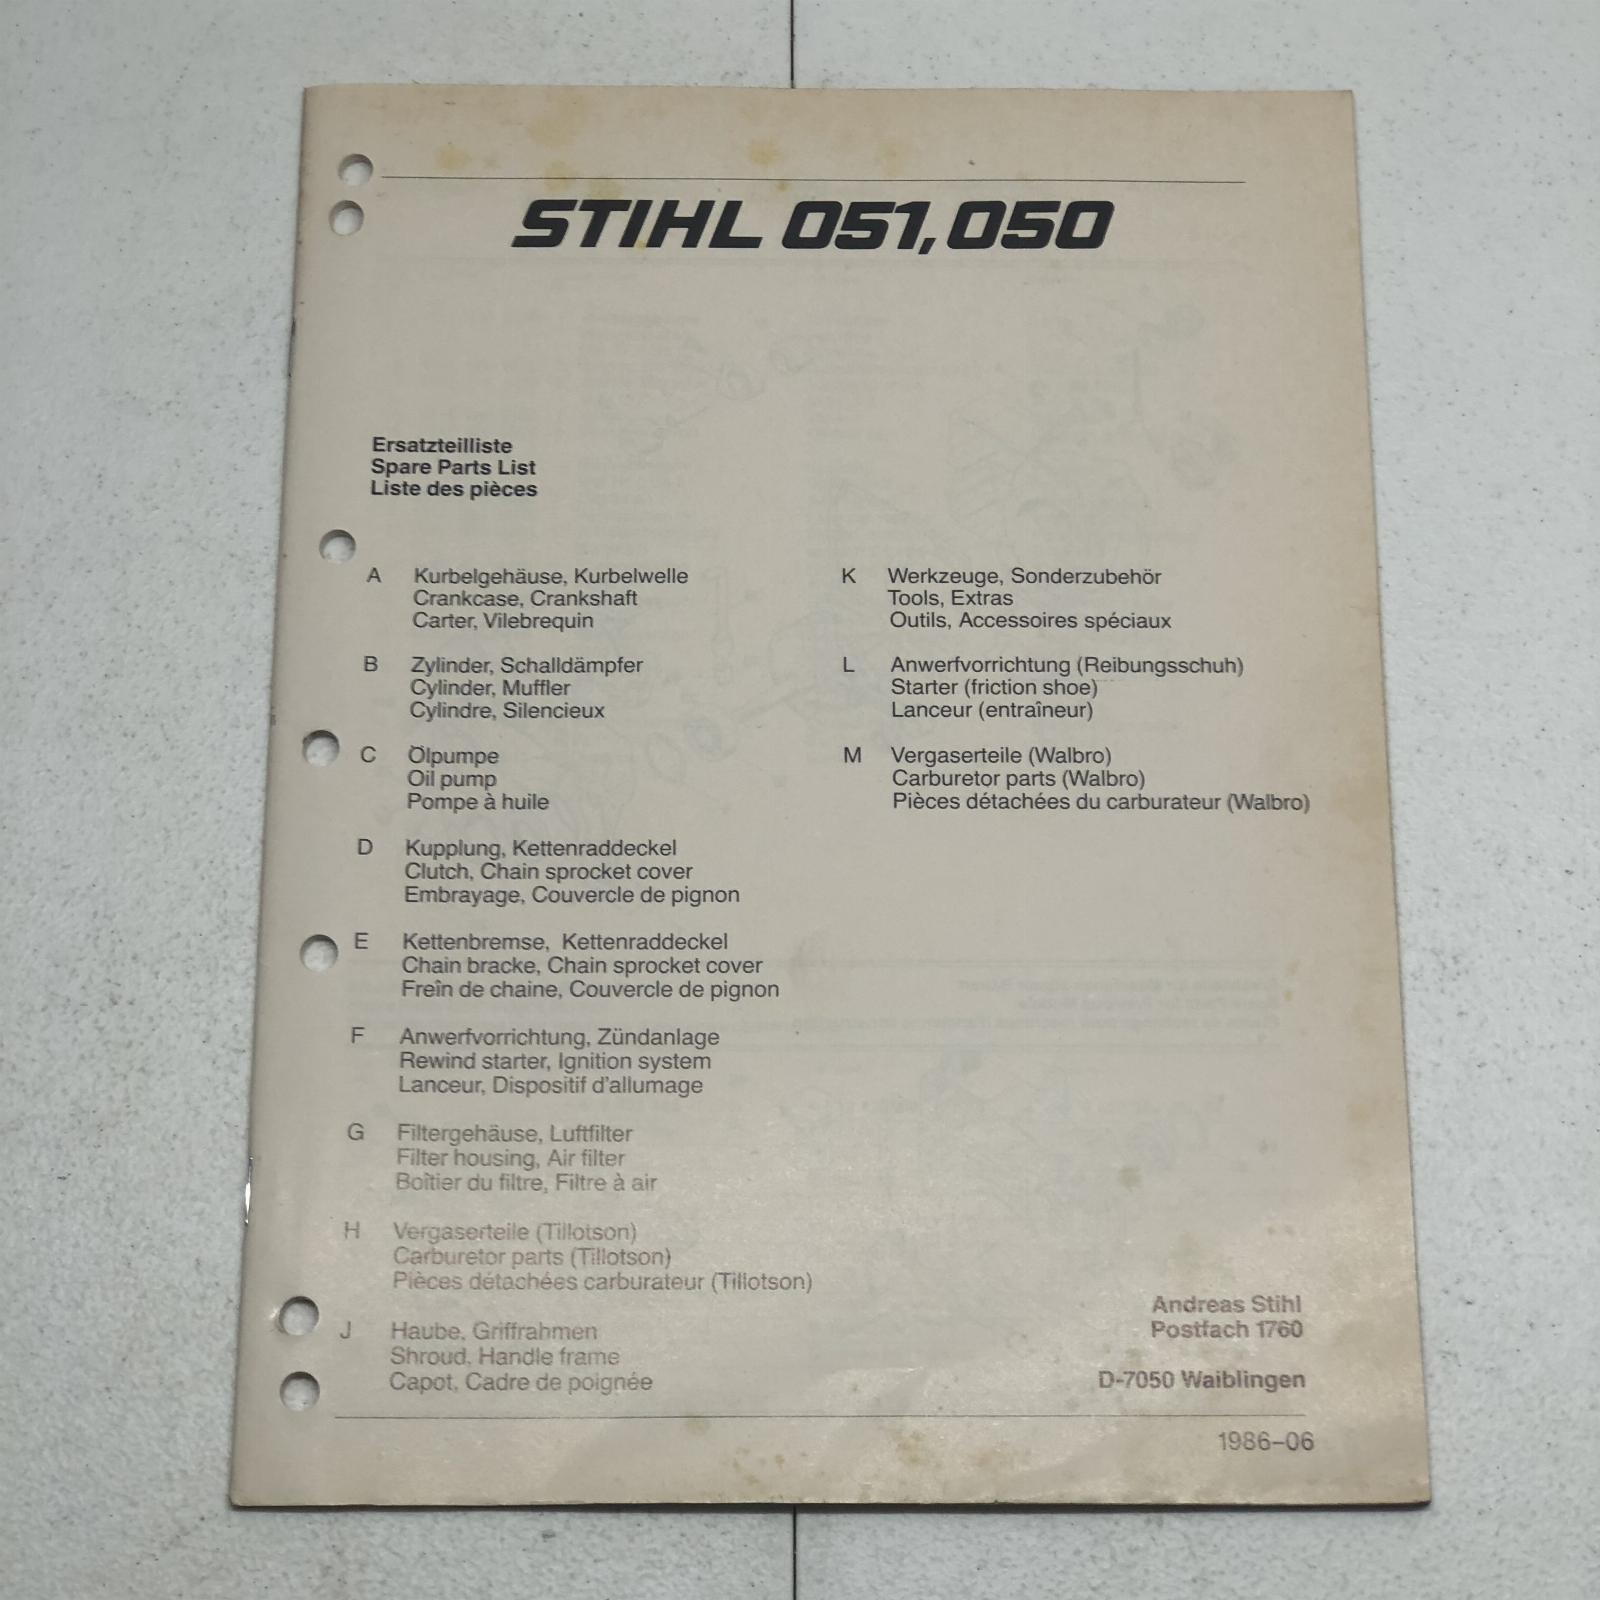 STIHL 051, 050
Ersatzteilliste
Spare Parts List
Liste des pièces
A Kurbelgehäuse, Kurbelwelle
Crankcase, Crankshaft
Carter, Vilebrequin
B Zylinder, Schalldämpfer
Cylinder, Muffler
Cylindre, Silencieux
C Ölpumpe
Oil pump
Pompe à huile
D Kupplung, Kettenraddeckel
Clutch, Chain sprocket cover
Embrayage, Couvercle de pignon
E Kettenbremse, Kettenraddeckel
Chain bracke, Chain sprocket cover
Freîn de chaine, Couvercle de pignon
F Anwerfvorrichtung, Zündanlage
Rewind starter, Ignition system
Lanceur, Dispositif d'allumage
G Filtergehäuse, Luftfilter
Filter housing, Air filter
Boîtier du filtre, Filtre à air
H Vergaserteile (Tillotson)
Carburetor parts (Tillotson)
Pièces détachées carburateur (Tillotson)
J Haube, Griffrahmen
Shroud, Handle frame
Capot, Cadre de poignée
K Werkzeuge, Sonderzubehör
Tools, Extras
Outils, Accessoires spéciaux
L Anwerfvorrichtung (Reibungsschuh)
Starter (friction shoe)
Lanceur (entraîneur)
M Vergaserteile (Walbro)
Carburetor parts (Walbro)
Pièces détachées du carburateur (Walbro)
Andreas Stihl
Postfach 1760
D-7050 Waiblingen
1986-06